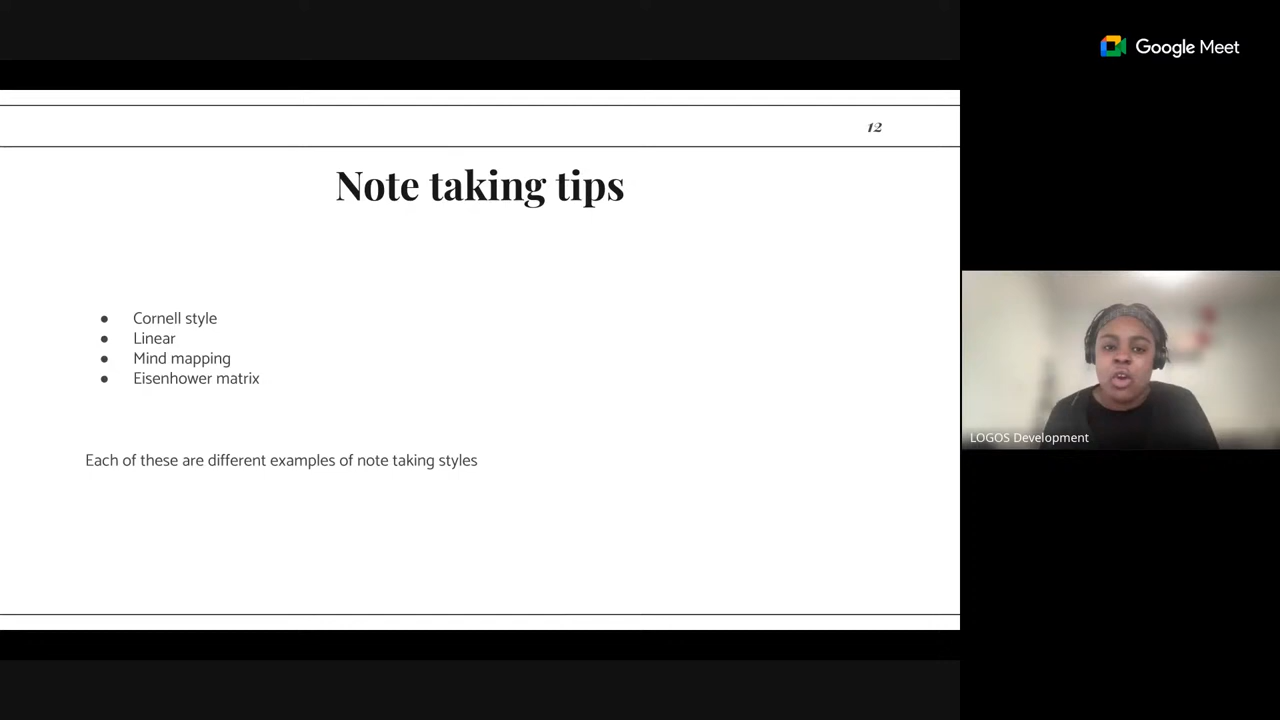 Google Meet
12
Note taking tips
● Cornell style
● Linear
● Mind mapping
● Eisenhower matrix
Each of these are different examples of note taking styles
LOGOS Development